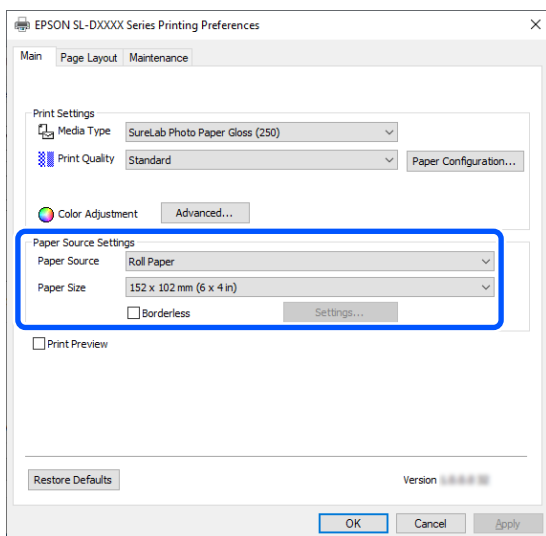 EPSON SL-DXXXX Series Printing Preferences
Main Page Layout Maintenance
Print Settings
Media Type SureLab Photo Paper Gloss (250)
Print Quality Standard Paper Configuration...
Color Adjustment Advanced...
Paper Source Settings
Paper Source Roll Paper
Paper Size 152 x 102 mm (6 x 4 in)
Borderless Settings...
Print Preview
Restore Defaults Version
OK Cancel Apply